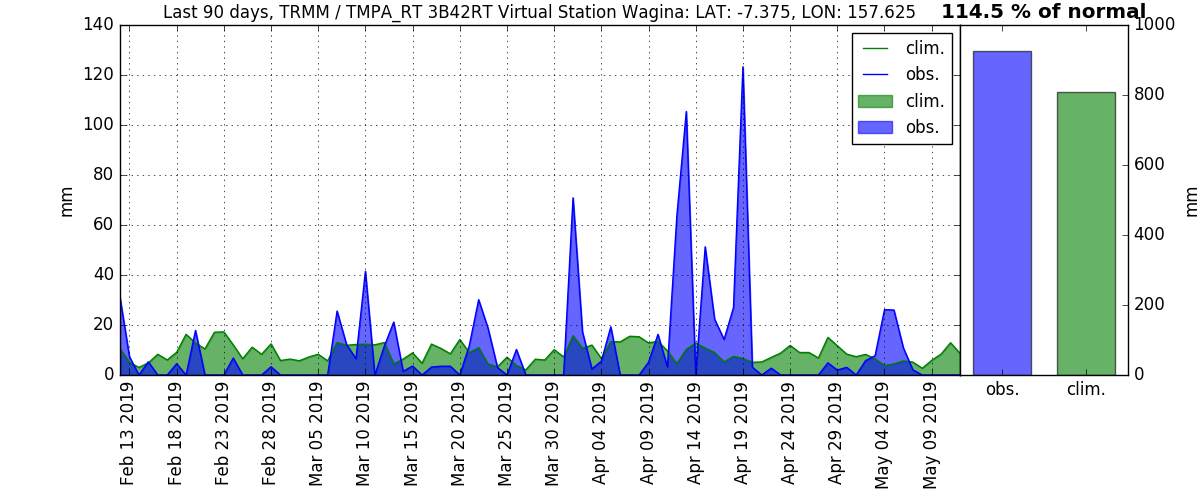 Last 90 days, TRMM / TMPA_RT 3B42RT Virtual Station Wagina: LAT: -7.375, LON: 157.625
114.5 % of normal
mm
140
120
100
80
60
40
20
0
clim.
obs.
clim.
obs.
1000
800
600
400
200
0
mm
Feb 13 2019
Feb 18 2019
Feb 23 2019
Feb 28 2019
Mar 05 2019
Mar 10 2019
Mar 15 2019
Mar 20 2019
Mar 25 2019
Mar 30 2019
Apr 04 2019
Apr 09 2019
Apr 14 2019
Apr 19 2019
Apr 24 2019
Apr 29 2019
May 04 2019
May 09 2019
obs.
clim.